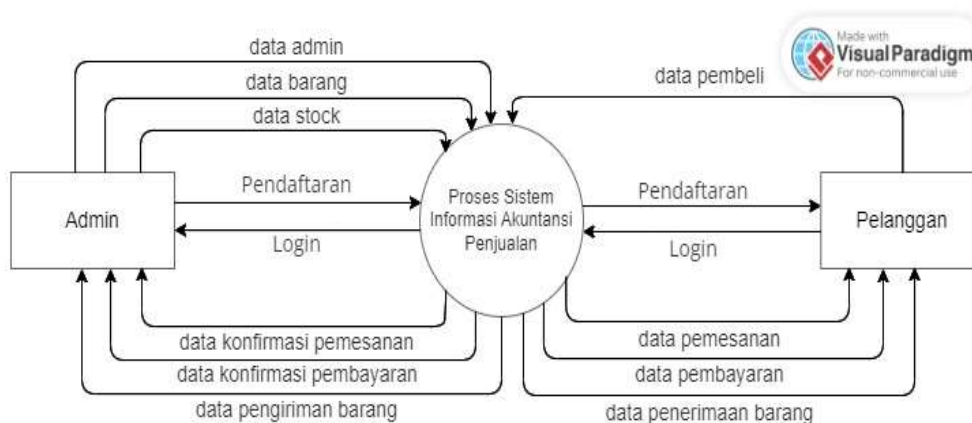 data admin
data barang
data stock
data pembeli
Made with
Visual Paradigm
For non-commercial use
Admin
Pendaftaran
Login
Proses Sistem
Informasi Akuntansi
Penjualan
Pendaftaran
Login
Pelanggan
data konfirmasi pemesanan
data konfirmasi pembayaran
data pengiriman barang
data pemesanan
data pembayaran
data penerimaan barang